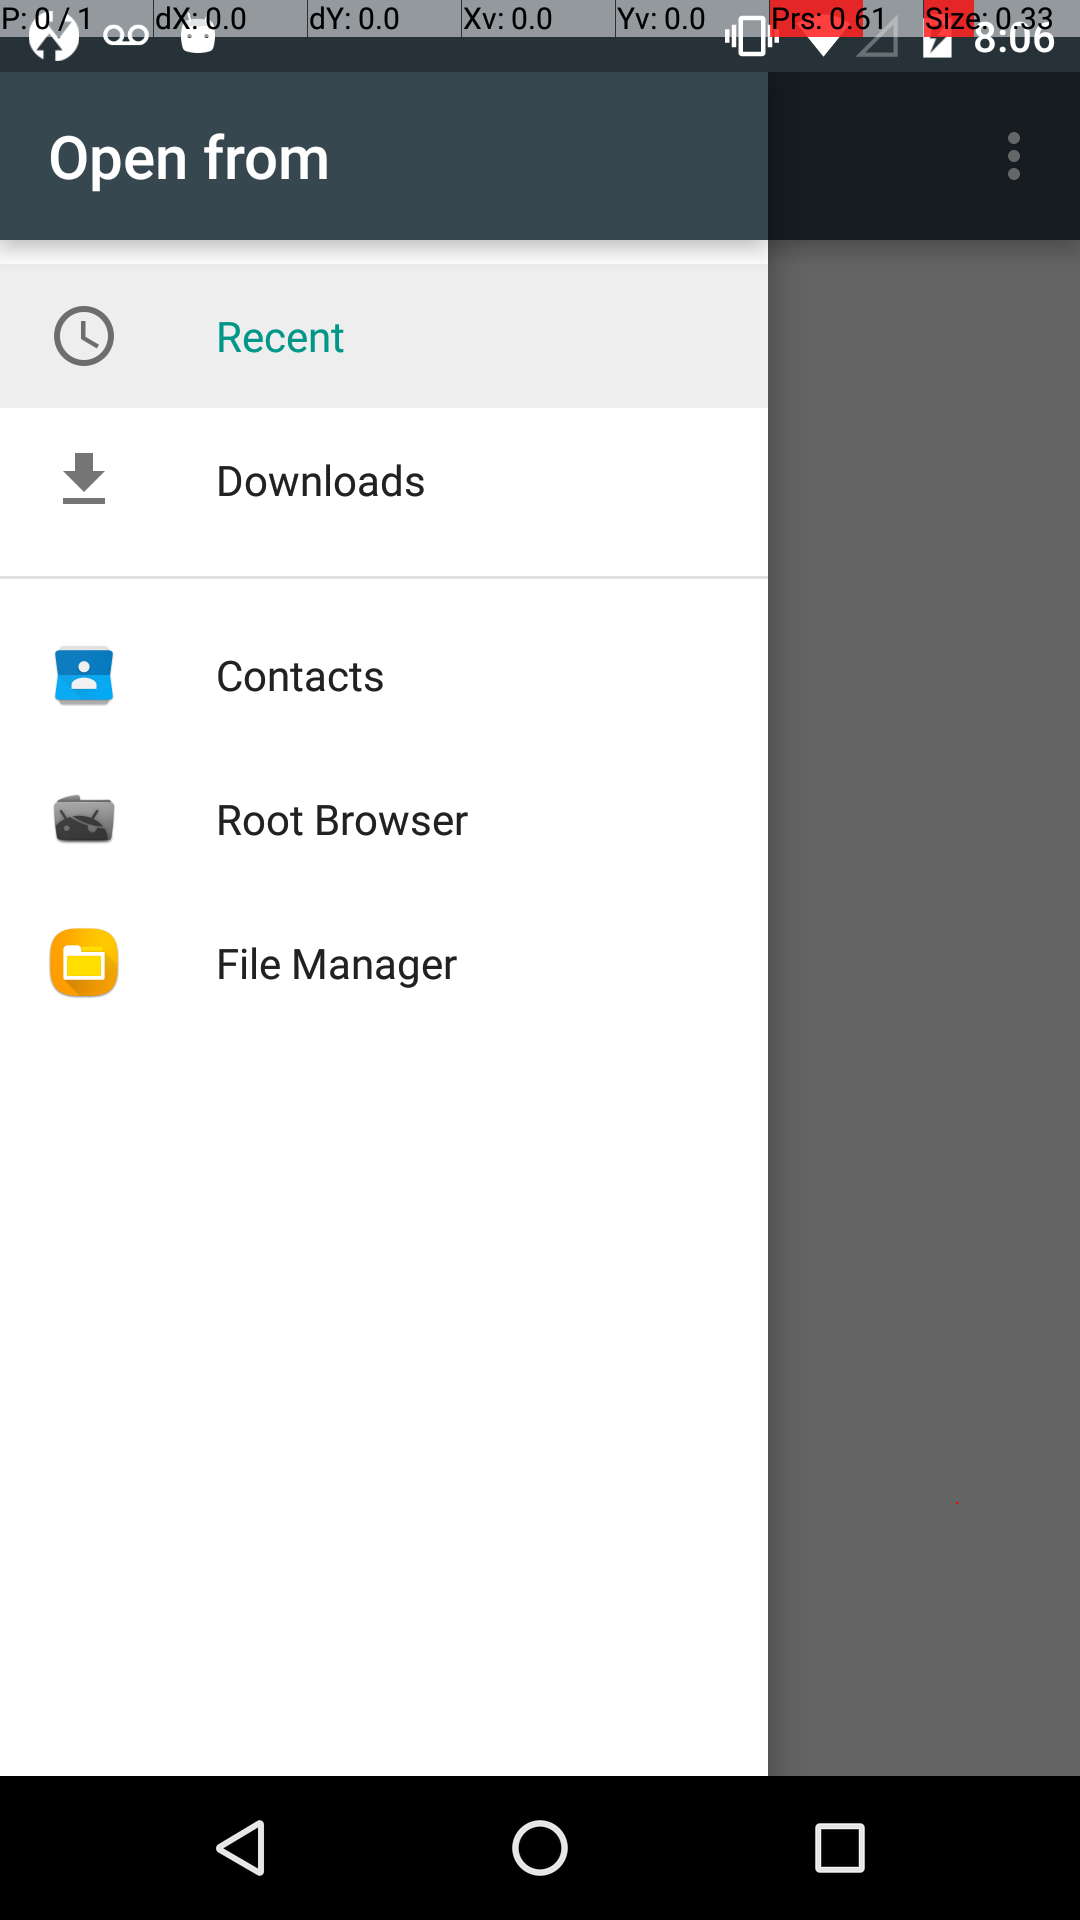 P: 0 / 1 dX: 0.0 dY: 0.0 Xv: 0.0 Yv: 0.0 Prs: 0.61 Size: 0.33
8:06
Open from
Recent
Downloads
Contacts
Root Browser
File Manager